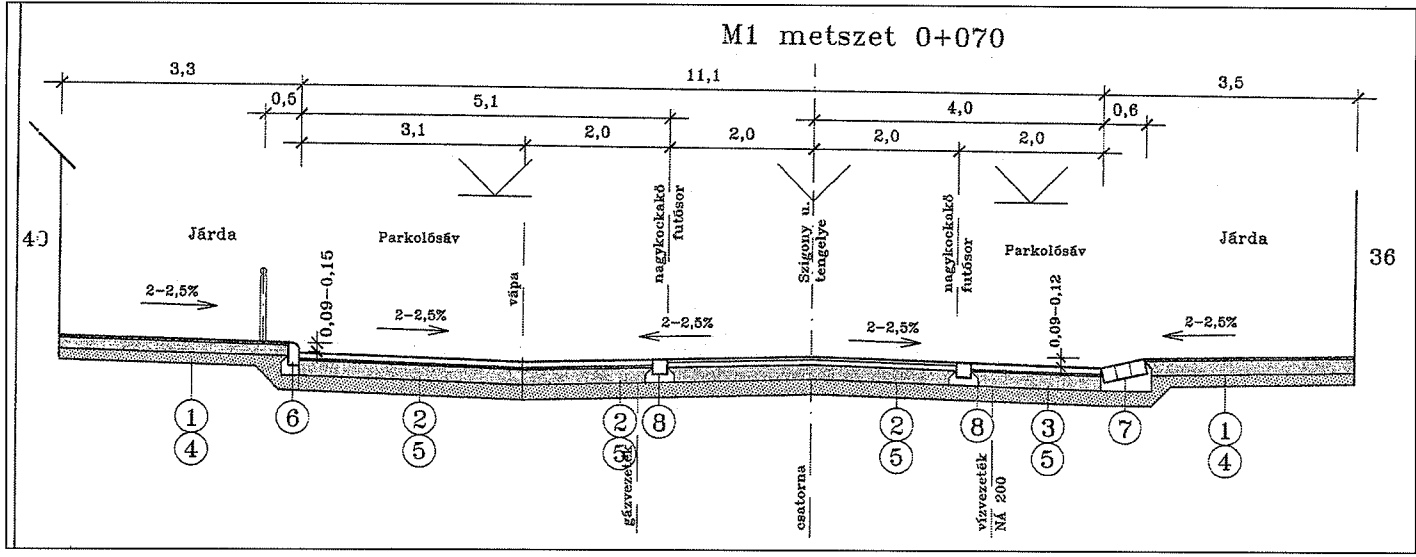 M1 metszet 0+070
3,3
11,1
3,5
0,5
5,1
4,0
0,6
3,1
2,0
2,0
2,0
2,0
40
Járda
Parkolósáv
vápa
nagykockakő
futósor
Szigony u.
tengelye
nagykockakő
futósor
Parkolósáv
Járda
36
2-2,5%
0,09-0,15
2-2,5%
2-2,5%
2-2,5%
0,09-0,12
2-2,5%
1
4
6
2
5
2
5
8
2
5
8
3
5
7
1
4
gázvezeték
csatorna
vízvezeték
NÁ 200